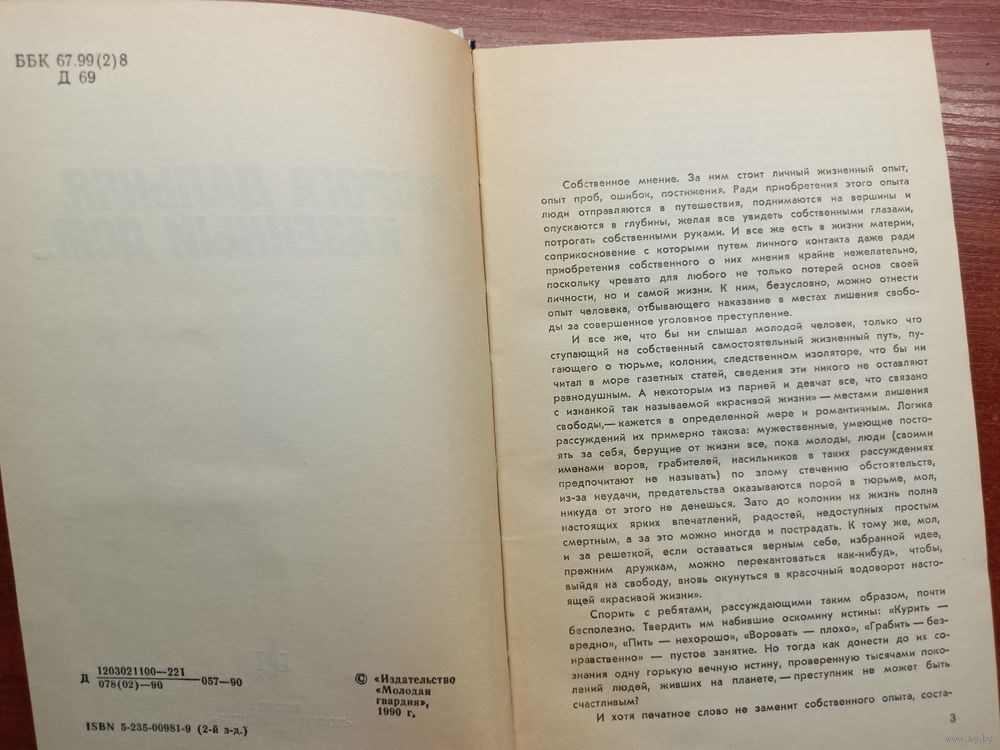 ББК 67.99(2)8
Д 69
Д 1203021100—221
078(02)—90 057—90
© «Издательство
«Молодая
гвардия»,
1990 г.
ISBN 5-235-00981-9 (2-й з-д.)
Собственное мнение. За ним стоит личный жизненный опыт,
опыт проб, ошибок, постижения. Ради приобретения этого опыта
люди отправляются в путешествия, поднимаются на вершины и
опускаются в глубины, желая все увидеть собственными глазами,
потрогать собственными руками. И все же есть в жизни материи,
соприкосновение с которыми путем личного контакта даже ради
приобретения собственного о них мнения крайне нежелательно,
поскольку чревато для любого не только потерей основ своей
личности, но и самой жизни. К ним, безусловно, можно отнести
опыт человека, отбывающего наказание в местах лишения свобо-
ды за совершенное уголовное преступление.
И все же, что бы ни слышал молодой человек, только что
ступающий на собственный самостоятельный жизненный путь, пу-
гающего о тюрьме, колонии, следственном изоляторе, что бы ни
читал в море газетных статей, сведения эти никого не оставляют
равнодушным. А некоторым из парней и девчат все, что связано
с изнанкой так называемой «красивой жизни» — местами лишения
свободы,— кажется в определенной мере и романтичным. Логика
рассуждений их примерно такова: мужественные, умеющие посто-
ять за себя, берущие от жизни все, пока молоды, люди (своими
именами воров, грабителей, насильников в таких рассуждениях
предпочитают не называть) по злому стечению обстоятельств,
из-за неудачи, предательства оказываются порой в тюрьме, мол,
никуда от этого не денешься. Зато до колонии их жизнь полна
настоящих ярких впечатлений, радостей, недоступных простым
смертным, а за это можно иногда и пострадать. К тому же, мол,
и за решеткой, если оставаться верным себе, избранной идее,
прежним дружкам, можно перекантоваться как-нибудь, чтобы,
выйдя на свободу, вновь окунуться в красочный водоворот насто-
ящей «красивой жизни».
Спорить с ребятами, рассуждающими таким образом, почти
бесполезно. Твердить им набившие оскомину истины: «Курить —
вредно», «Пить — нехорошо», «Воровать — плохо», «Грабить — без-
нравственно» — пустое занятие. Но тогда как донести до их со-
знания одну горькую вечную истину, проверенную тысячами поко-
лений людей, живших на планете, — преступник не может быть
счастливым?
И хотя печатное слово не заменит собственного опыта, соста-
3
www.ay.by